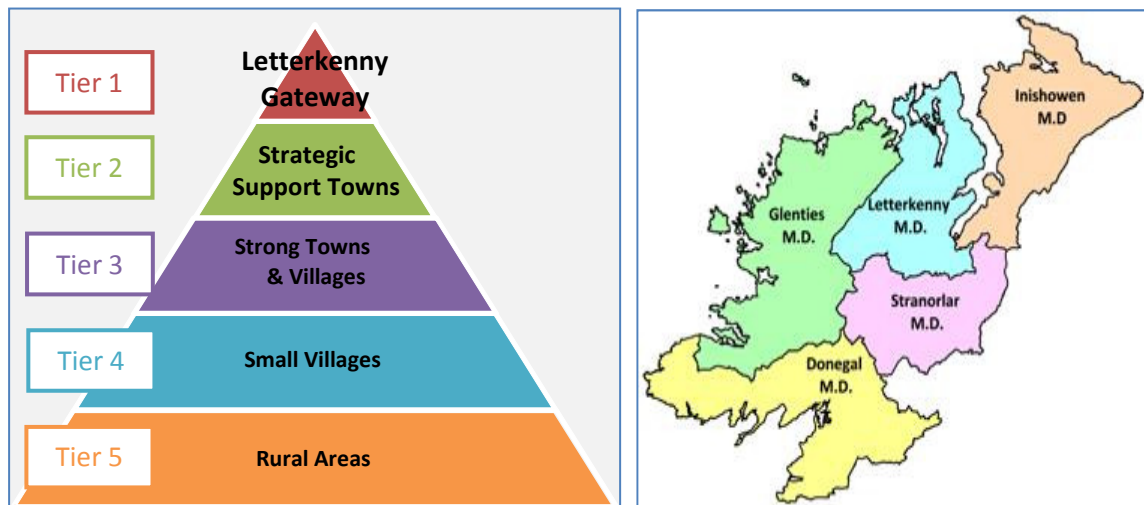 Tier 1
Letterkenny
Gateway
Tier 2
Strategic
Support Towns
Tier 3
Strong Towns
& Villages
Tier 4
Small Villages
Tier 5
Rural Areas
Inishowen
M.D
Glenties
M.D.
Letterkenny
M.D.
Stranorlar
M.D.
Donegal
M.D.